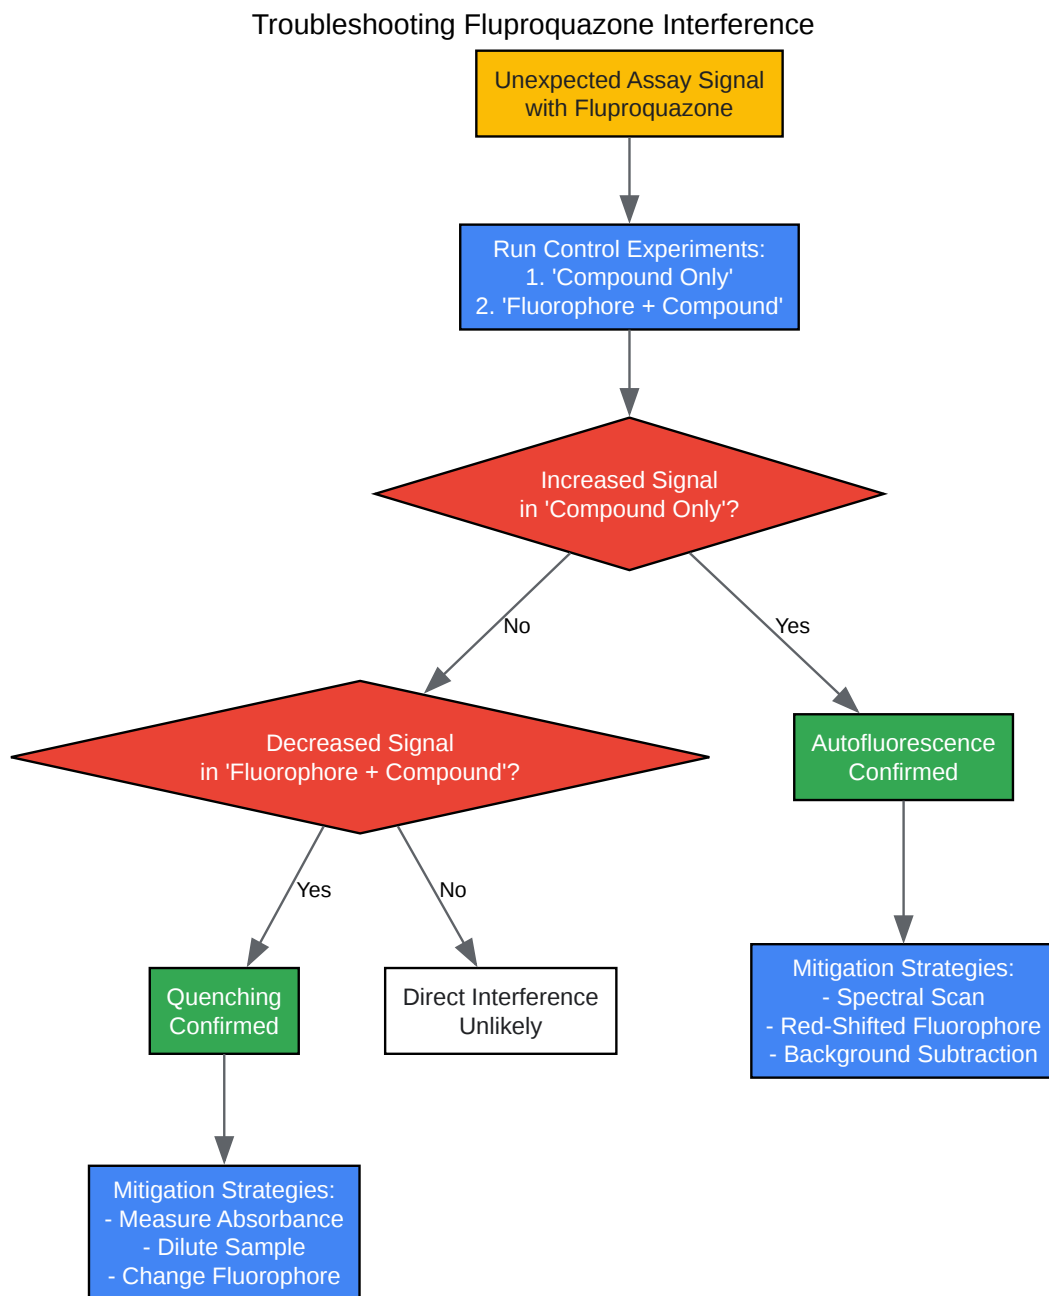 Troubleshooting Fluproquazone Interference
Unexpected Assay Signal
with Fluproquazone
Run Control Experiments:
1. 'Compound Only'
2. 'Fluorophore + Compound'
Increased Signal
in 'Compound Only'?
No
Yes
Decreased Signal
in 'Fluorophore + Compound'?
Autofluorescence
Confirmed
Yes
No
Quenching
Confirmed
Direct Interference
Unlikely
Mitigation Strategies:
- Spectral Scan
- Red-Shifted Fluorophore
- Background Subtraction
Mitigation Strategies:
- Measure Absorbance
- Dilute Sample
- Change Fluorophore